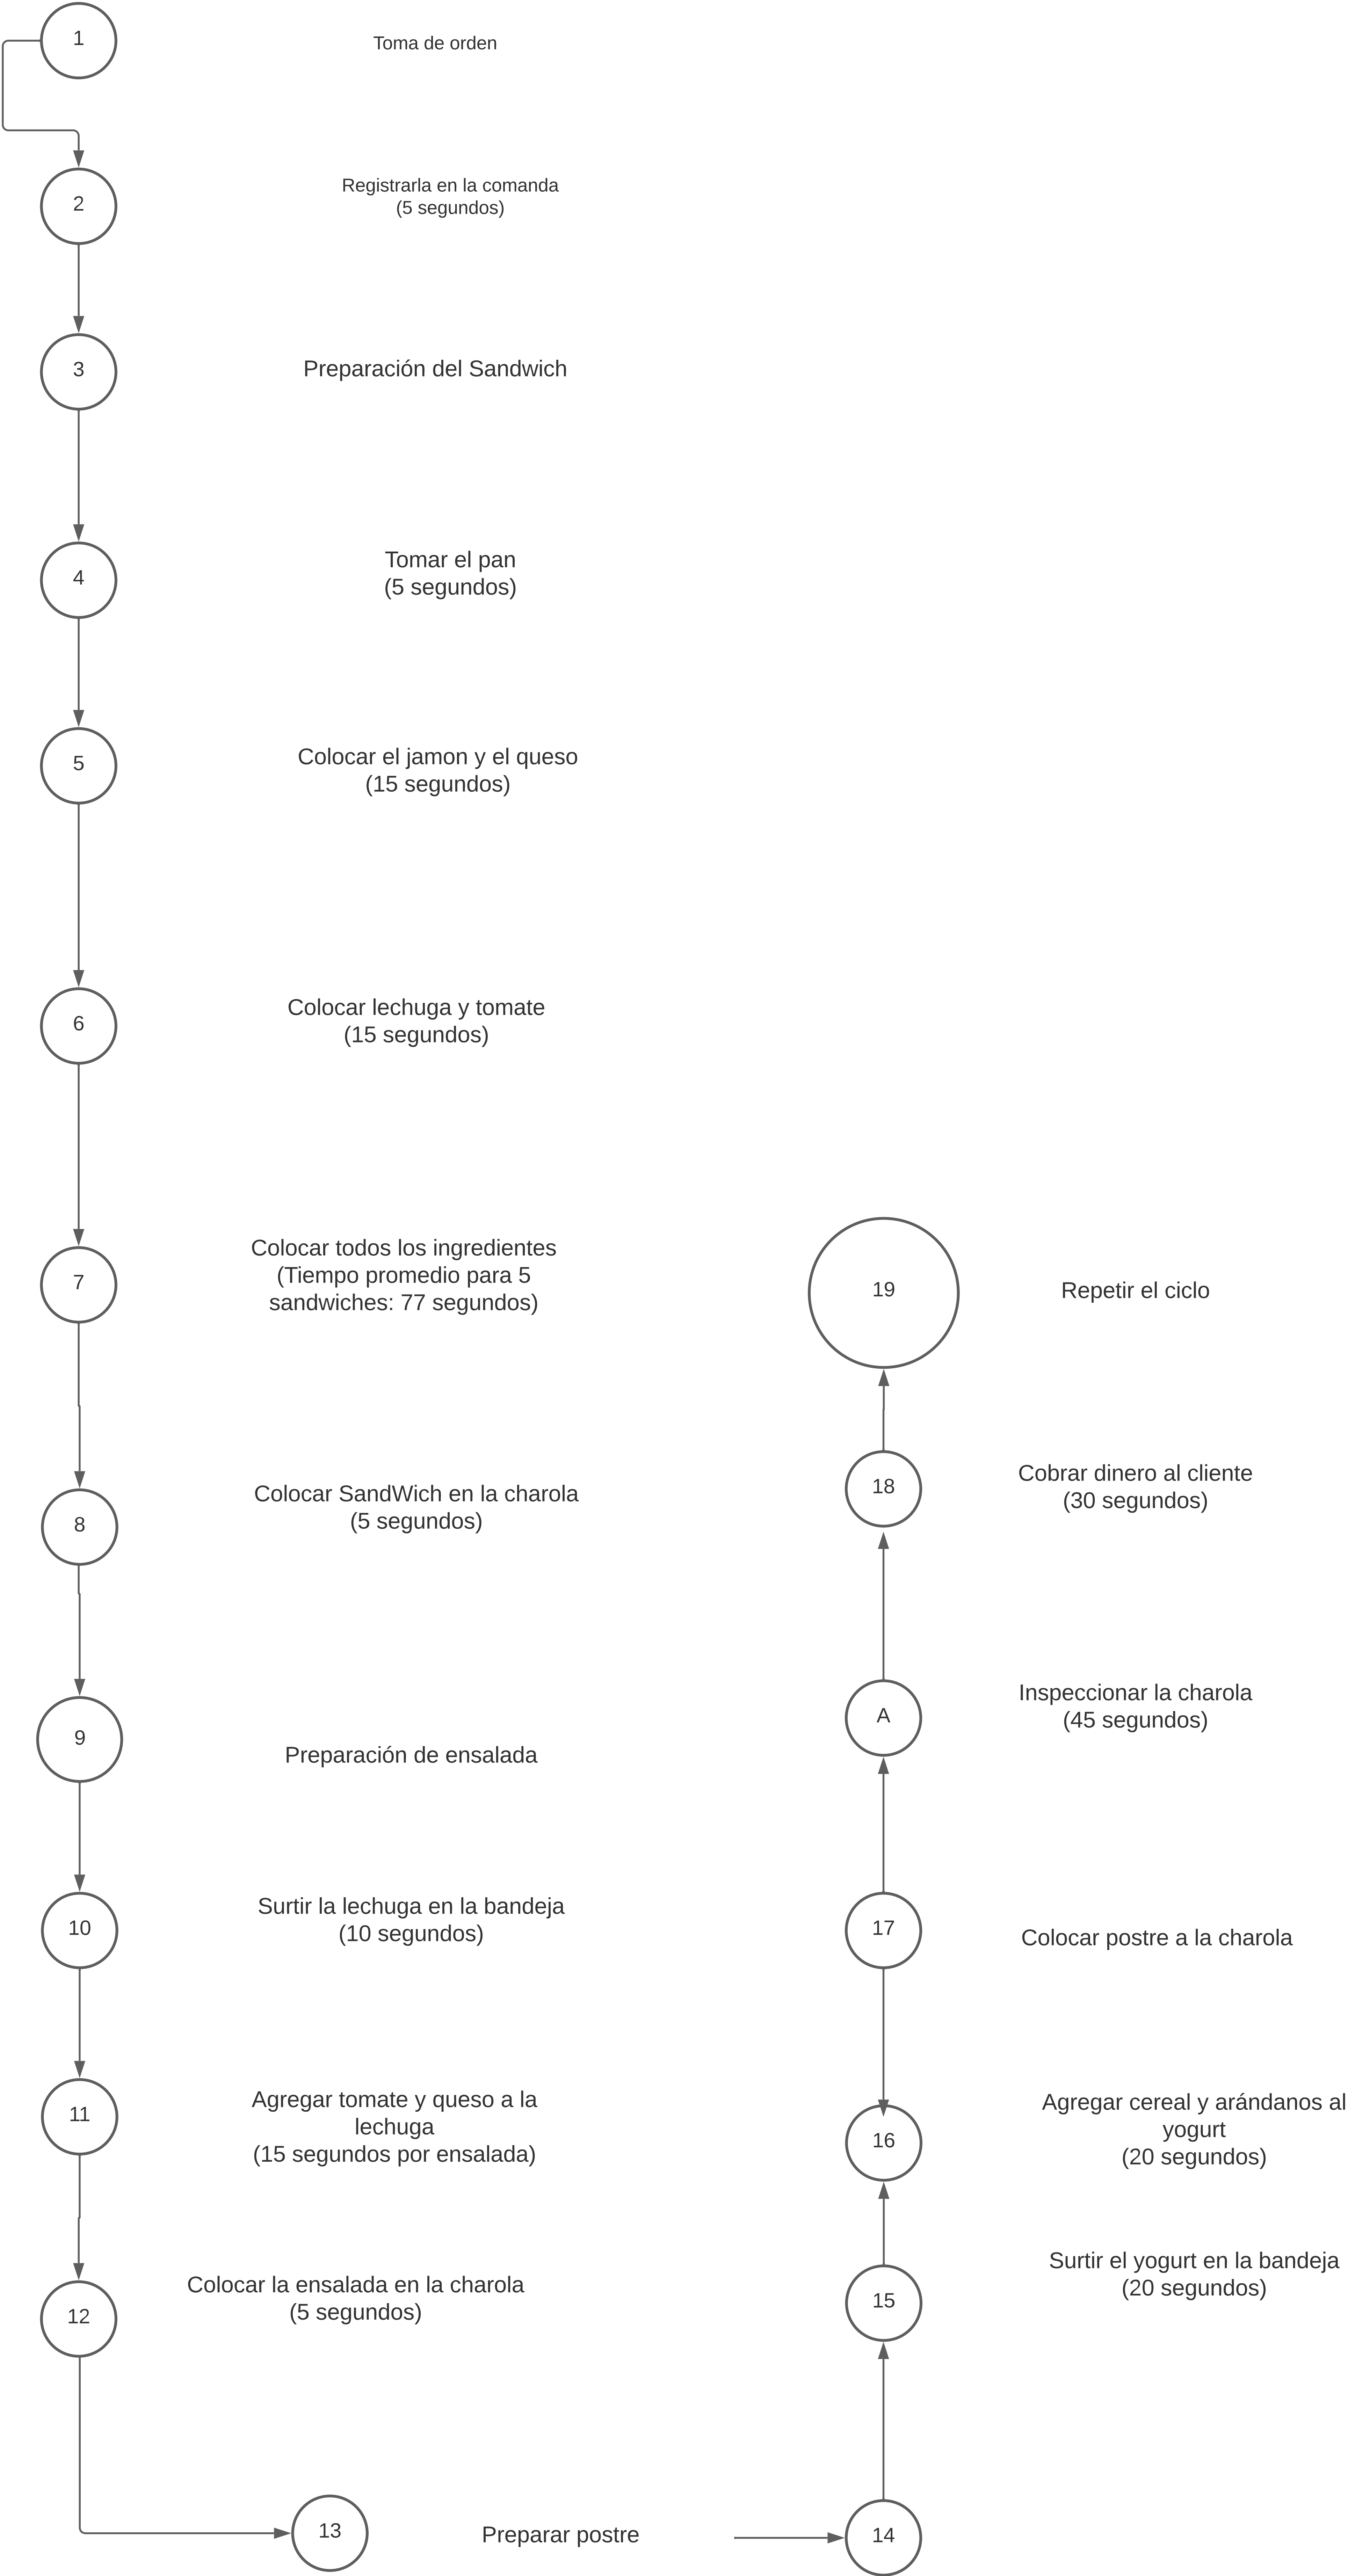 1
Toma de orden
2
Registrarla en la comanda
(5 segundos)
3
Preparación del Sandwich
4
Tomar el pan
(5 segundos)
5
Colocar el jamon y el queso
(15 segundos)
6
Colocar lechuga y tomate
(15 segundos)
7
Colocar todos los ingredientes
(Tiempo promedio para 5
sandwiches: 77 segundos)
8
Colocar SandWich en la charola
(5 segundos)
9
Preparación de ensalada
10
Surtir la lechuga en la bandeja
(10 segundos)
11
Agregar tomate y queso a la
lechuga
(15 segundos por ensalada)
12
Colocar la ensalada en la charola
(5 segundos)
13
Preparar postre
14
15
Surtir el yogurt en la bandeja
(20 segundos)
16
Agregar cereal y arándanos al
yogurt
(20 segundos)
17
Colocar postre a la charola
A
Inspeccionar la charola
(45 segundos)
18
Cobrar dinero al cliente
(30 segundos)
19
Repetir el ciclo